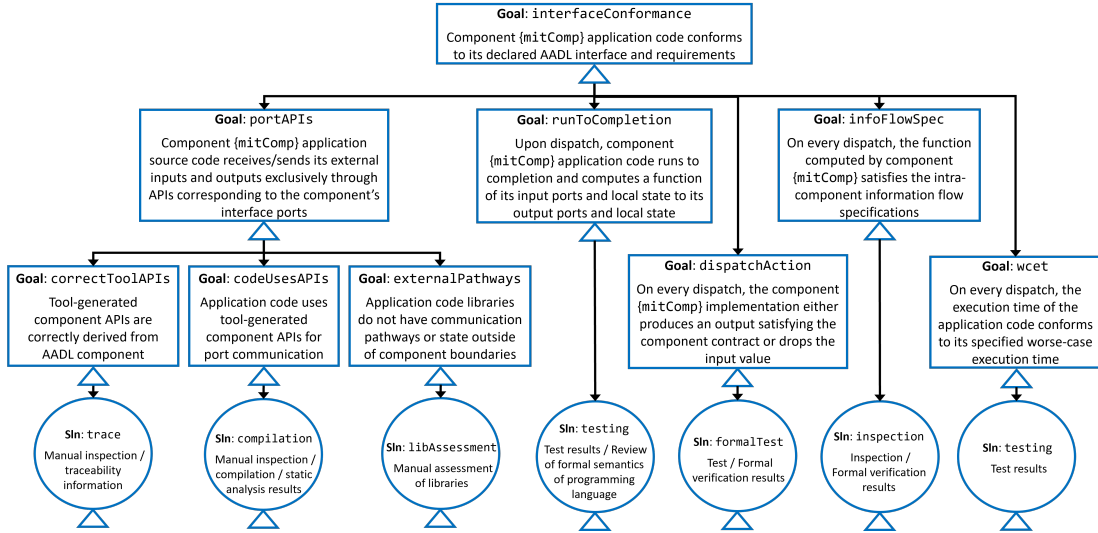 Goal: interfaceConformance
Component {mitComp} application code conforms
to its declared AADL interface and requirements
Goal: portAPIs
Component {mitComp} application
source code receives/sends its external
inputs and outputs exclusively through
APIs corresponding to the component's
interface ports
Goal: runToCompletion
Upon dispatch, component
{mitComp} application code runs to
completion and computes a function
of its input ports and local state to its
output ports and local state
Goal: infoFlowSpec
On every dispatch, the function
computed by component
{mitComp} satisfies the intra-
component information flow
specifications
Goal: correctToolAPIs
Tool-generated
component APIs are
correctly derived from
AADL component
Goal: codeUsesAPIs
Application code uses
tool-generated
component APIs for
port communication
Goal: externalPathways
Application code libraries
do not have communication
pathways or state outside
of component boundaries
Goal: dispatchAction
On every dispatch, the component
{mitComp} implementation either
produces an output satisfying the
component contract or drops the
input value
Goal: wcet
On every dispatch, the
execution time of the
application code conforms
to its specified worse-case
execution time
Sln: trace
Manual inspection /
traceability
information
Sln: compilation
Manual inspection /
compilation / static
analysis results
Sln: libAssessment
Manual assessment
of libraries
Sln: testing
Test results / Review
of formal semantics
of programming
language
Sln: formalTest
Test / Formal
verification results
Sln: inspection
Inspection /
Formal verification
results
Sln: testing
Test results